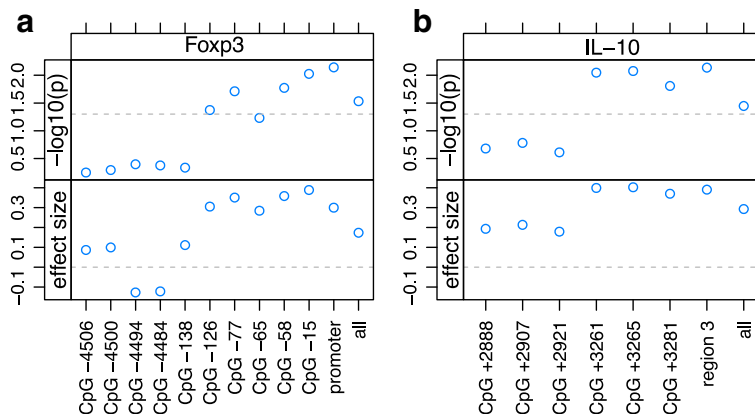 a
Foxp3
−log10(p)
0.5 1.0 1.5 2.0
effect size
−0.1 0.1 0.3
CpG −4506
CpG −4500
CpG −4494
CpG −4484
CpG −138
CpG −126
CpG −77
CpG −65
CpG −58
CpG −15
promoter
all
b
IL−10
−log10(p)
0.5 1.0 1.5 2.0
effect size
−0.1 0.1 0.3
CpG +2888
CpG +2907
CpG +2921
CpG +3261
CpG +3265
CpG +3281
region 3
all